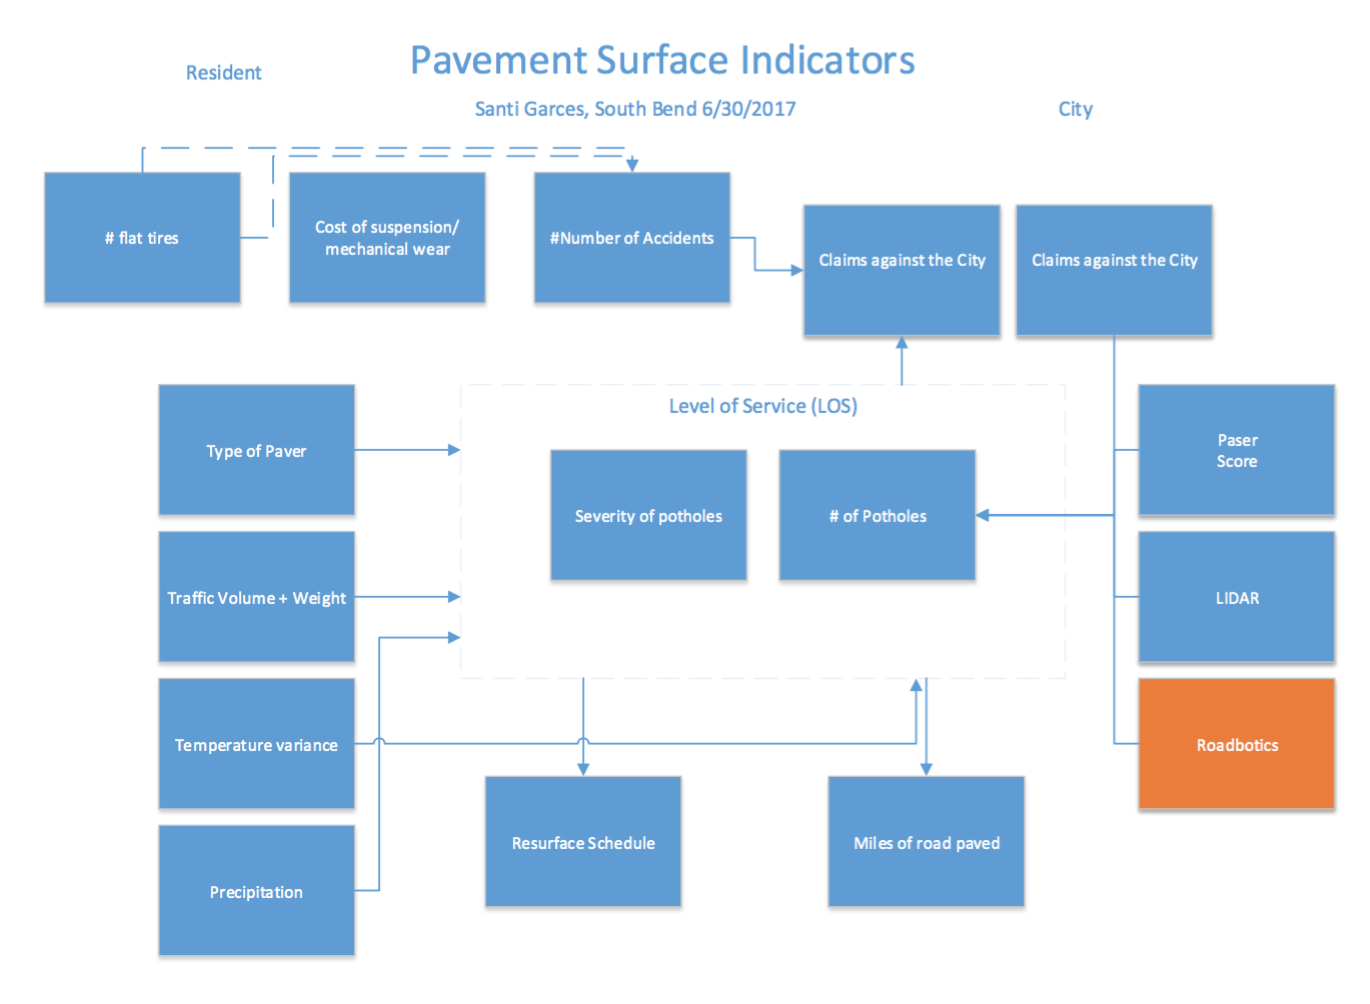 Pavement Surface Indicators
Resident
Santi Garces, South Bend 6/30/2017
City
# flat tires
Cost of suspension/
mechanical wear
#Number of Accidents
Claims against the City
Claims against the City
Level of Service (LOS)
Type of Paver
Severity of potholes
# of Potholes
Paser
Score
Traffic Volume + Weight
LIDAR
Temperature variance
Roadbotics
Resurface Schedule
Miles of road paved
Precipitation